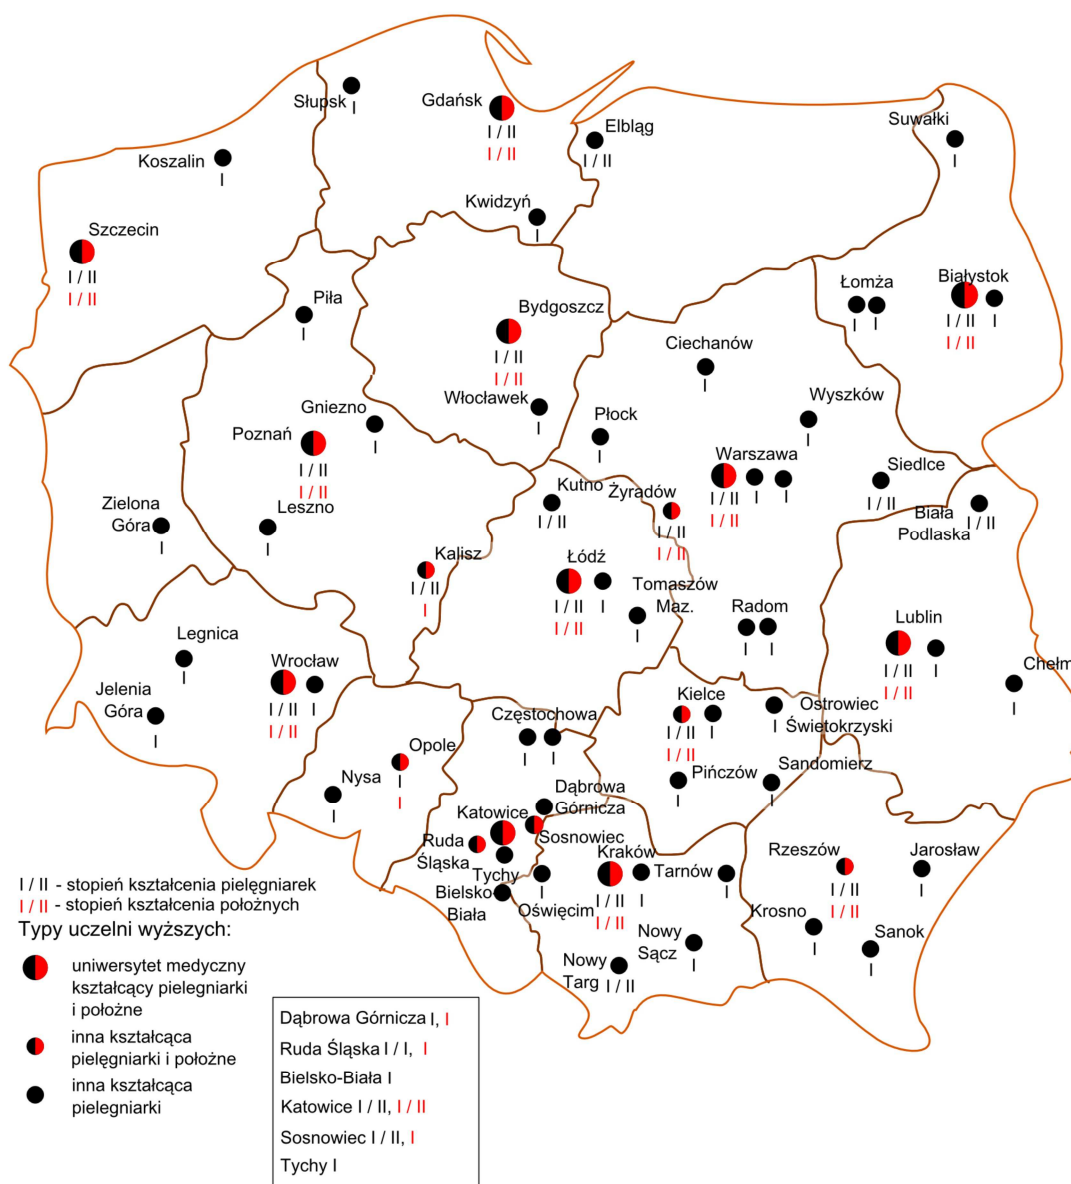 Słupsk
I
Gdańsk
I / II
I / II
Elbląg
I / II
Suwałki
I
Koszalin
I
Kwidzyń
I
Szczecin
I / II
I / II
Piła
I
Bydgoszcz
I / II
I / II
Łomża
I I
Białystok
I / II I
I / II
Ciechanów
I
Włocławek
I
Gniezno
I
Wyszków
I
Poznań
I / II
I / II
Płock
I
Warszawa
I / II I I
I / II
Siedlce
I / II
Zielona
Góra
I
Leszno
I
Kutno
I / II
Żyradów
I / II
I / II
Biała
Podlaska
I / II
Kalisz
I / II
I
Łódź
I / II I
I / II
Tomaszów
Maz.
I
Radom
I I
Lublin
I / II I
I / II
Legnica
I
Wrocław
I / II I
I / II
Chełm
I
Jelenia
Góra
I
Kielce
I / II I
I / II
Ostrowiec
Świetokrzyski
I
Częstochowa
I I
Opole
I
I
Nysa
I
Pińczów
I
Sandomierz
I
Dąbrowa
Górnicza
Katowice
Sosnowiec
Ruda
Śląska
Tychy
Bielsko-
Biała
Oświęcim
I
Kraków
I / II I
I / II
Tarnów
I
Rzeszów
I / II
I / II
Jarosław
I
Krosno
I
Sanok
I
Nowy
Sącz
I
Nowy
Targ
I / II
I / II - stopień kształcenia pielęgniarek
I / II - stopień kształcenia położnych
Typy uczelni wyższych:
uniwersytet medyczny
kształcący pielegniarki
i położne
inna kształcąca
pielęgniarki i położne
inna kształcąca
pielegniarki
Dąbrowa Górnicza I, I
Ruda Śląska I / I, I
Bielsko-Biała I
Katowice I / II, I / II
Sosnowiec I / II, I
Tychy I